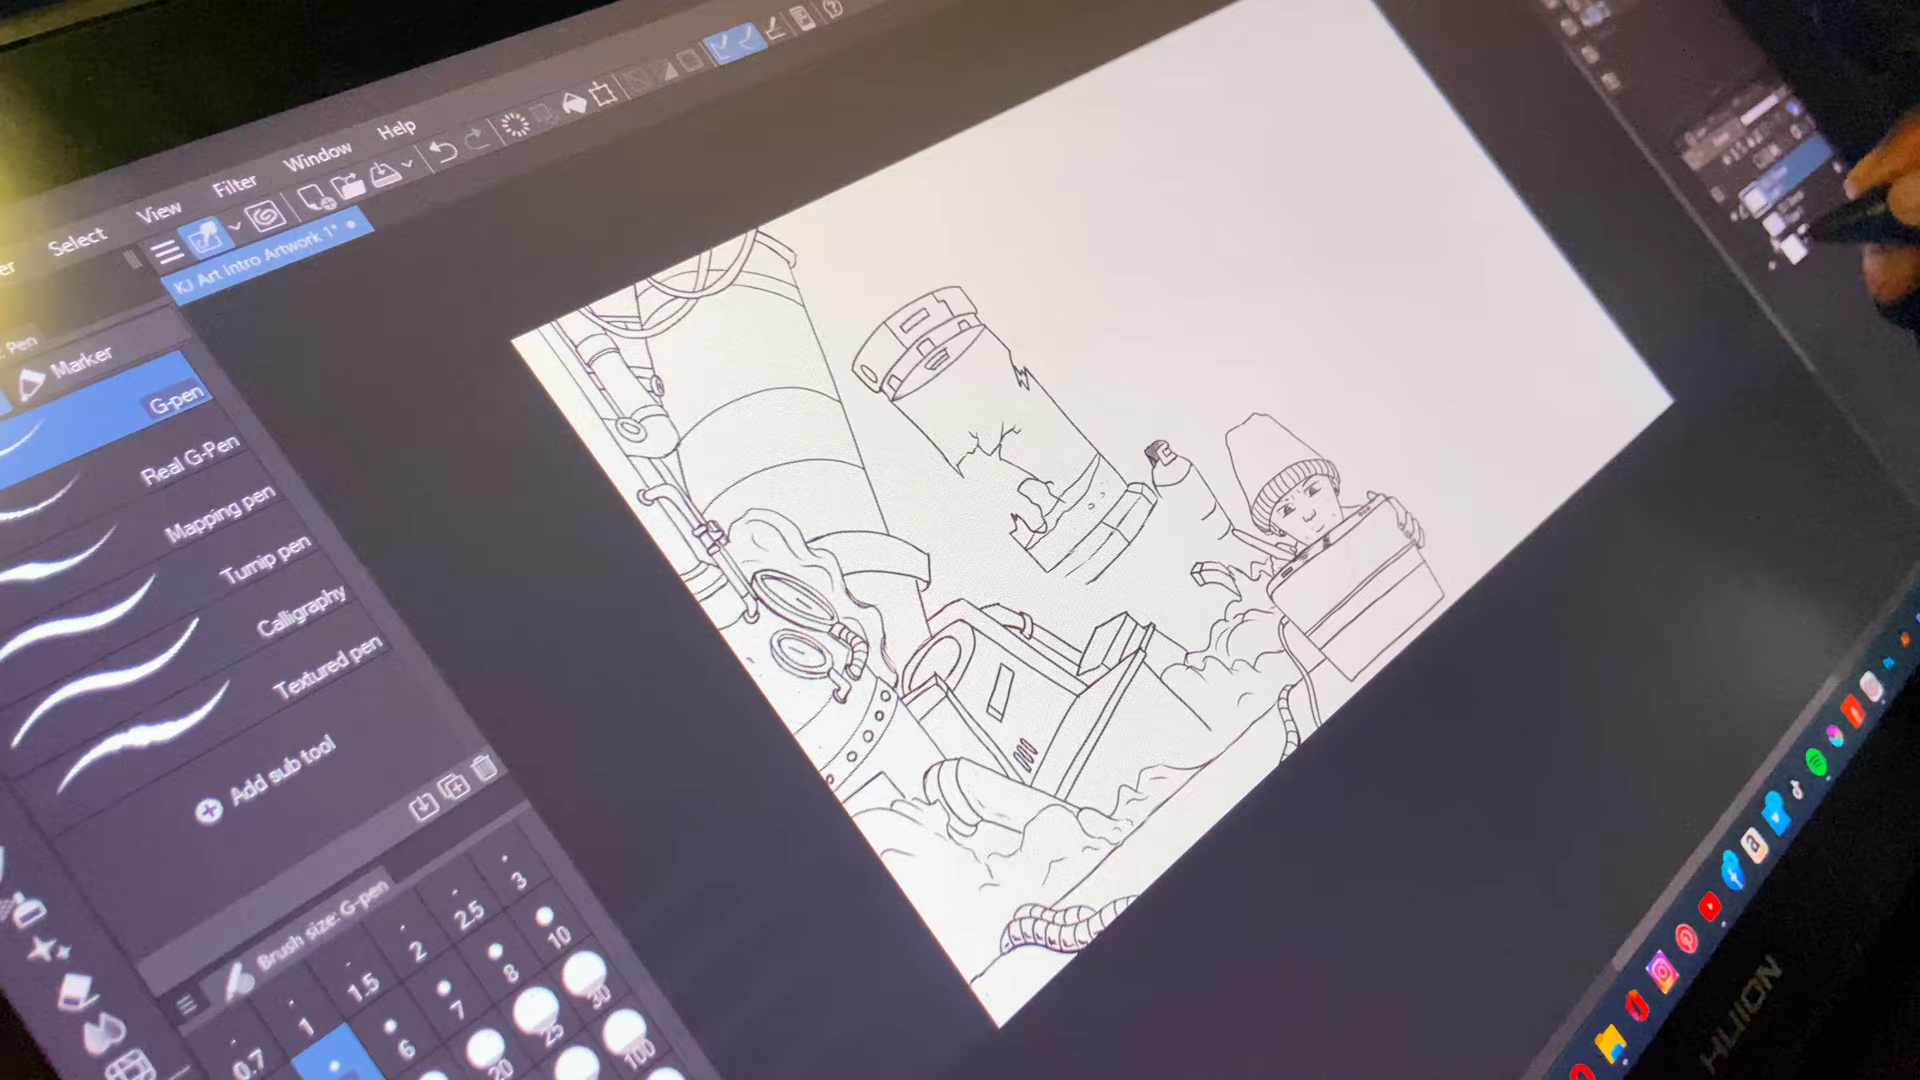 Select
View
Filter
Window
Help
KJ Art Intro Artwork 1*
Pen
Marker
G-pen
Real G-Pen
Mapping pen
Turnip pen
Calligraphy
Textured pen
Add sub tool
Brush size: G-pen
0.7
1
1.5
2
2.5
3
6
7
8
10
20
25
30
100
HUION